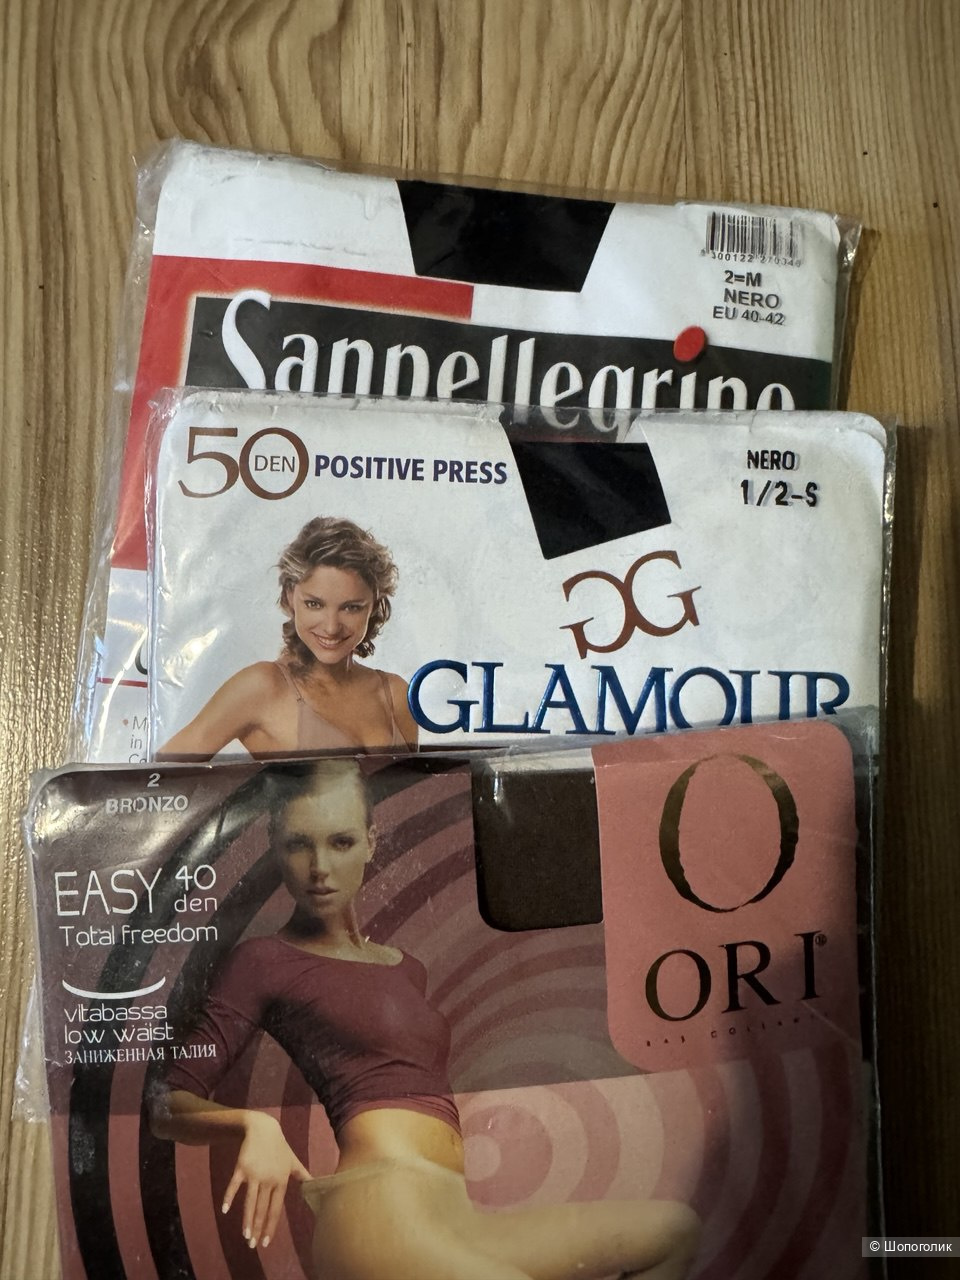 2=M
NERO
EU 40-42
Sanpellegrino
50 DEN POSITIVE PRESS
NERO
1/2-S
GG
GLAMOUR
2
BRONZO
EASY 40
den
Total freedom
vitabassa
low waist
ЗАНИЖЕННАЯ ТАЛИЯ
O
ORI®
© Шопоголик